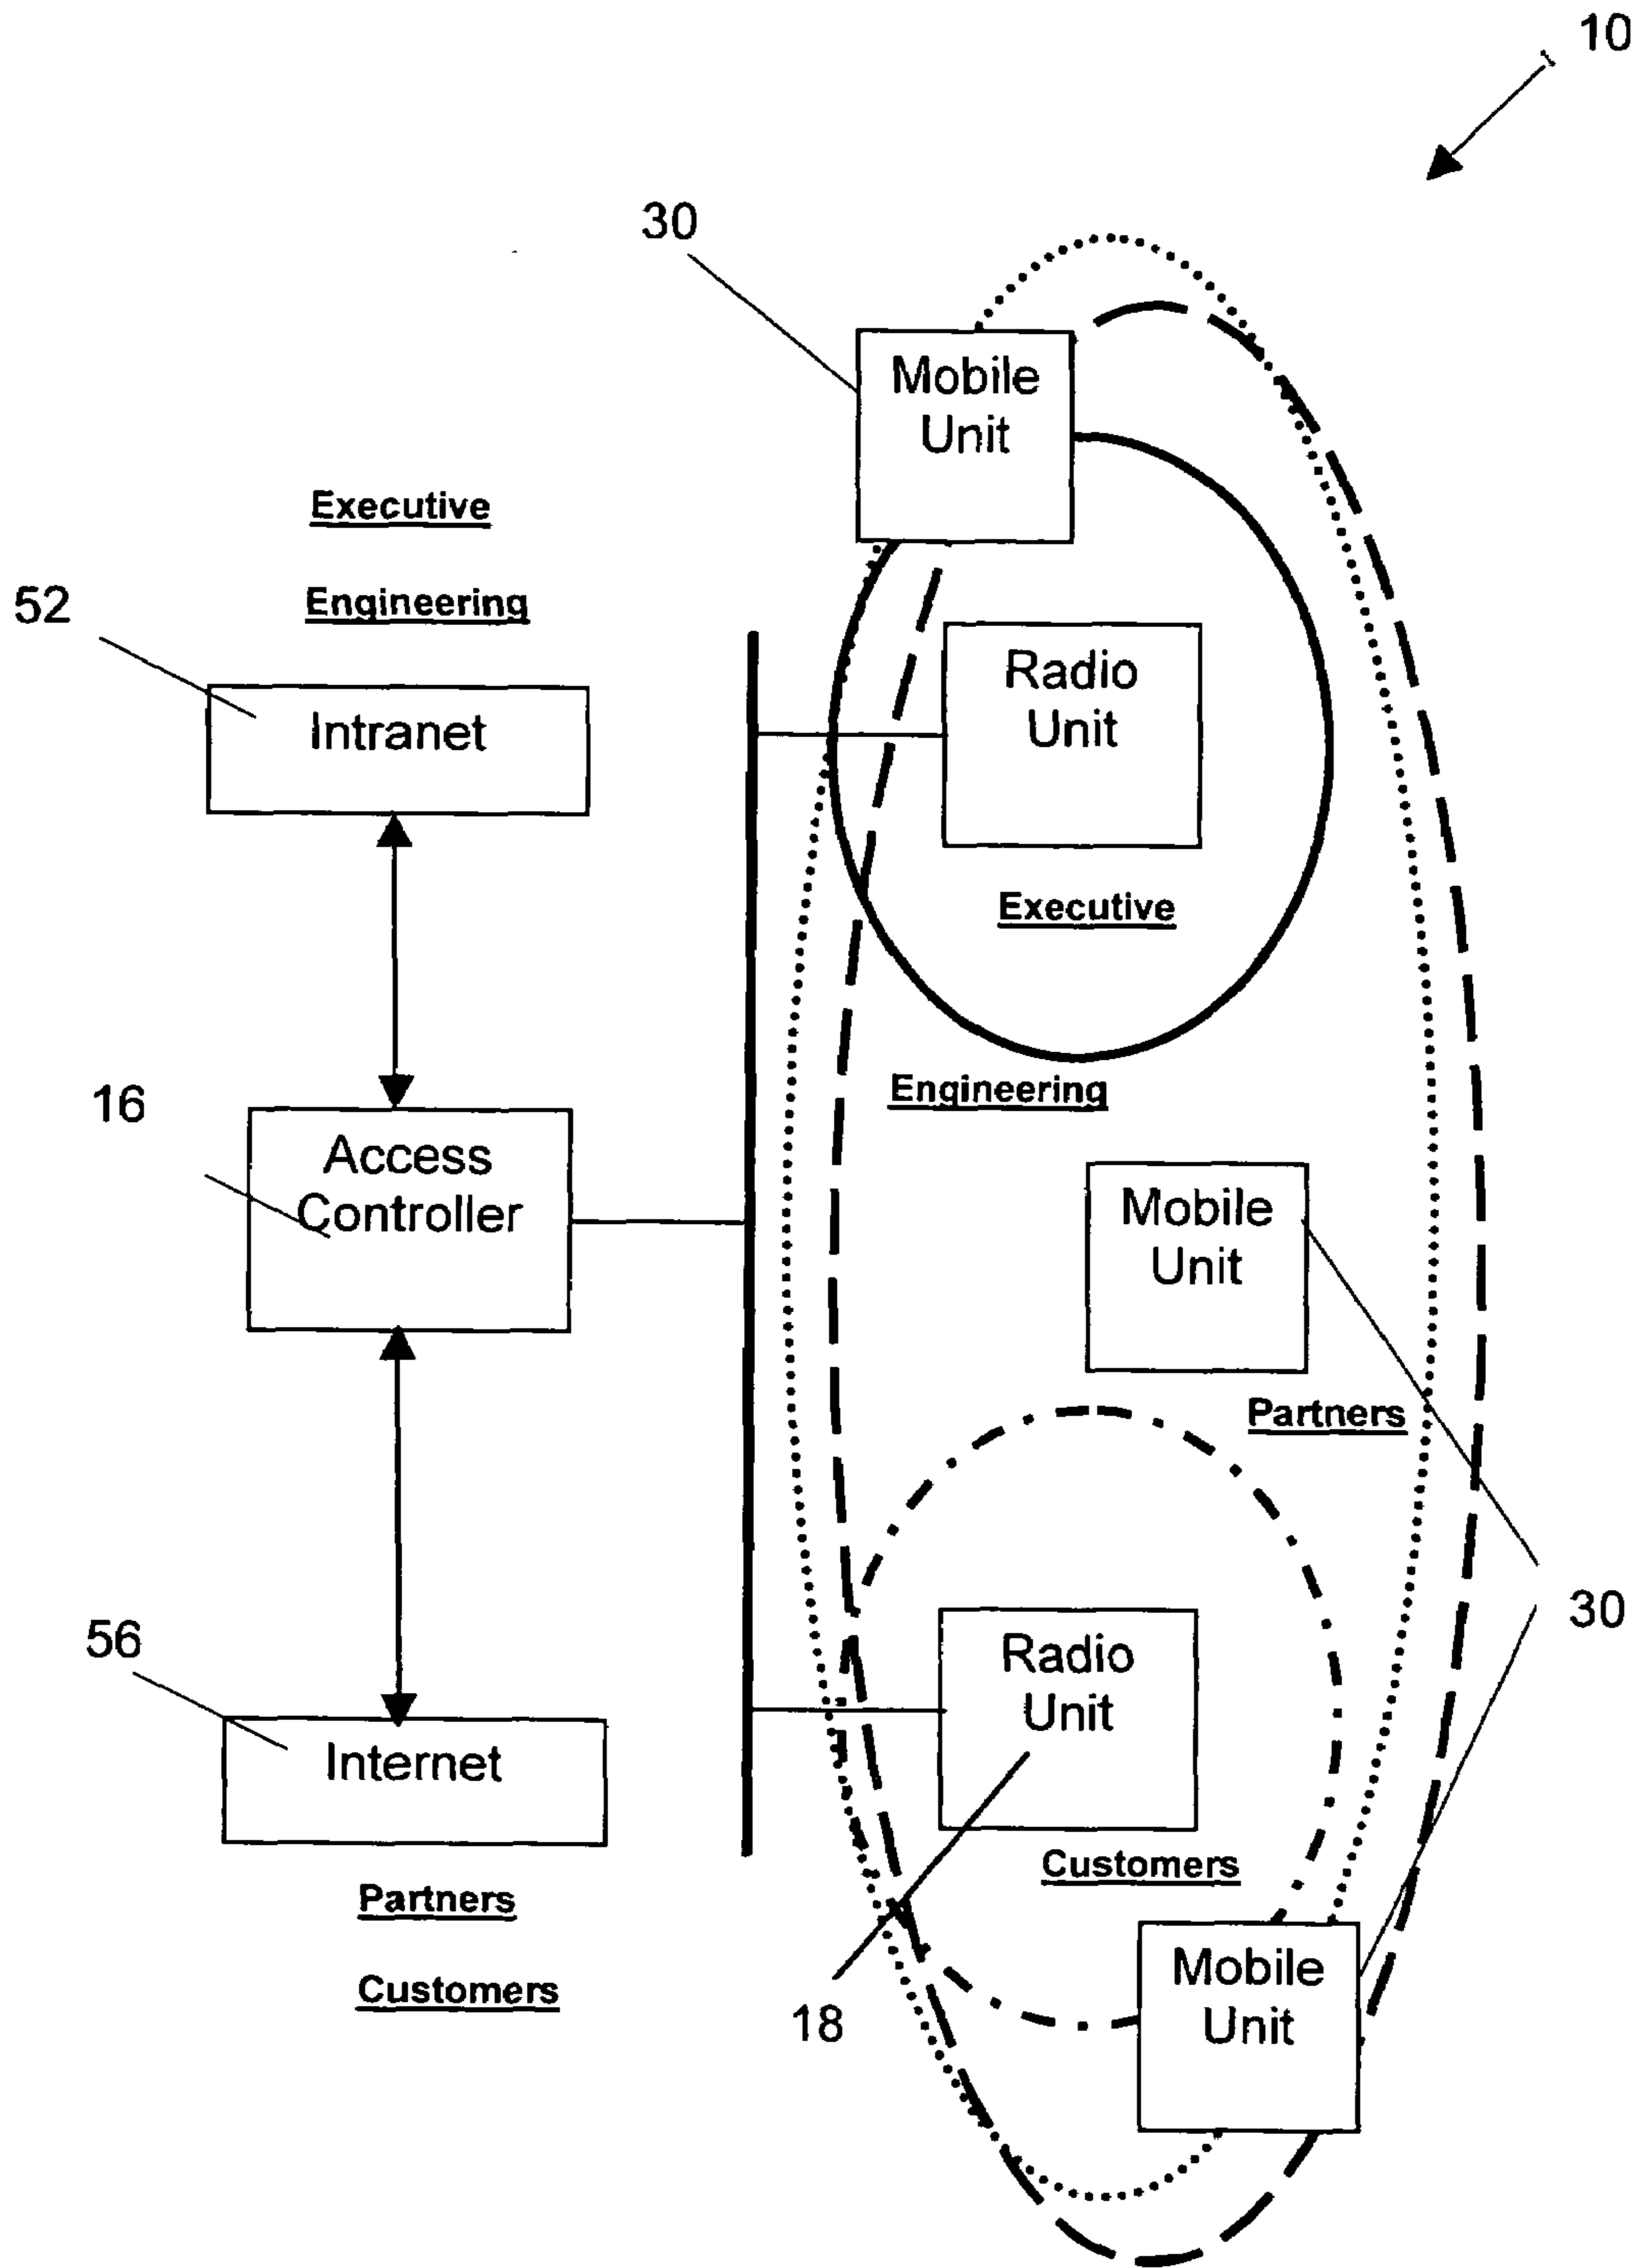 10
30
Mobile
Unit
Executive
Engineering
52
Radio
Unit
Intranet
Executive
Engineering
16
Access
Controller
Mobile
Unit
Partners
56
30
Radio
Unit
Internet
Customers
Partners
Customers
Mobile
Unit
18